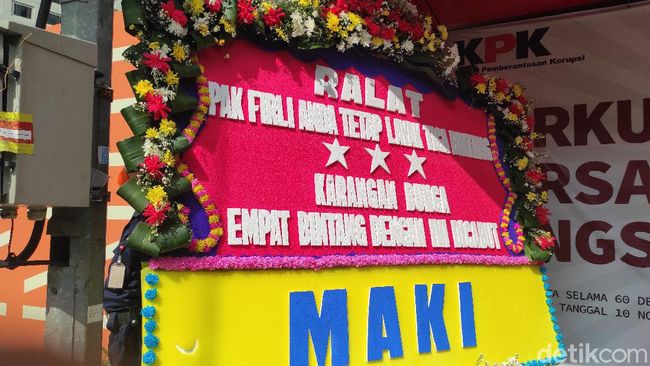 RALAT
PAK FIRLI ANDA TETAP
KARANGAN BUNGA
EMPAT BINTANG DENGAN INI DICABUT
MAKI
KPK
Pemberantasan Korupsi
RKU
RSA
NGS
A SELAMA 60
TANGGAL 10 NO
detikcom